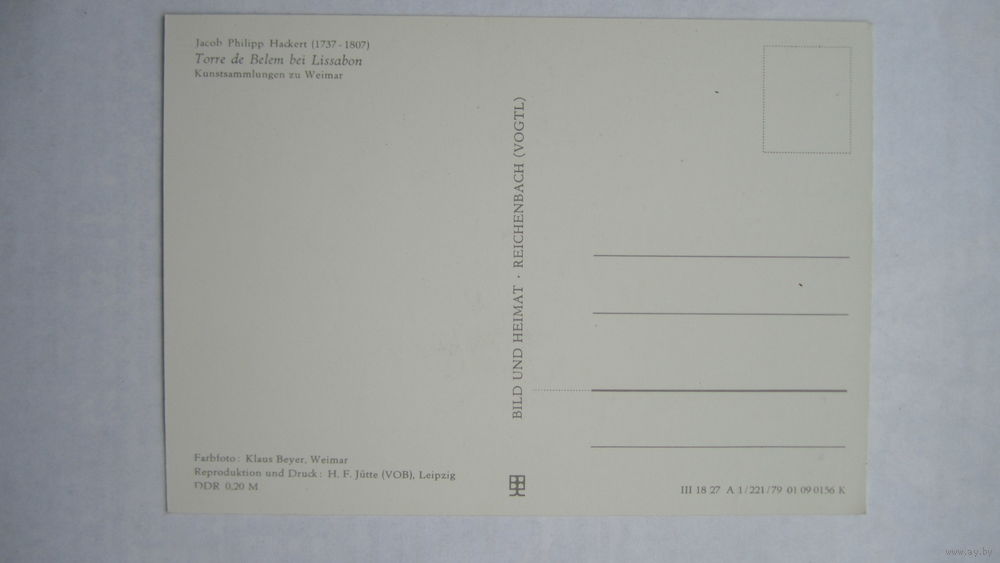 Jacob Philipp Hackert (1737 - 1807)
Torre de Belem bei Lissabon
Kunstsammlungen zu Weimar
BILD UND HEIMAT · REICHENBACH (VOGTL)
Farbfoto: Klaus Beyer, Weimar
Reproduktion und Druck: H. F. Jütte (VOB), Leipzig
DDR 0,20 M
III 18 27 A 1/221/79 01 09 0156 K
www.ay.by